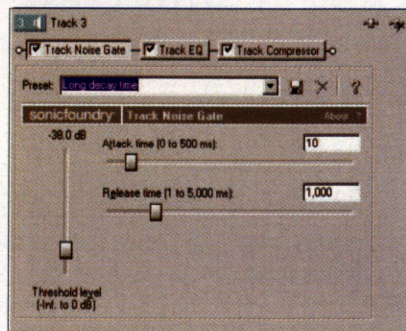 3 Track 3
Track Noise Gate Track EQ Track Compressor
Preset: Long decay time
sonicfoundry Track Noise Gate About ?
-38.0 dB
Attack time (0 to 500 ms): 10
Release time (1 to 5,000 ms): 1,000
Threshold level
(-Inf. to 0 dB)